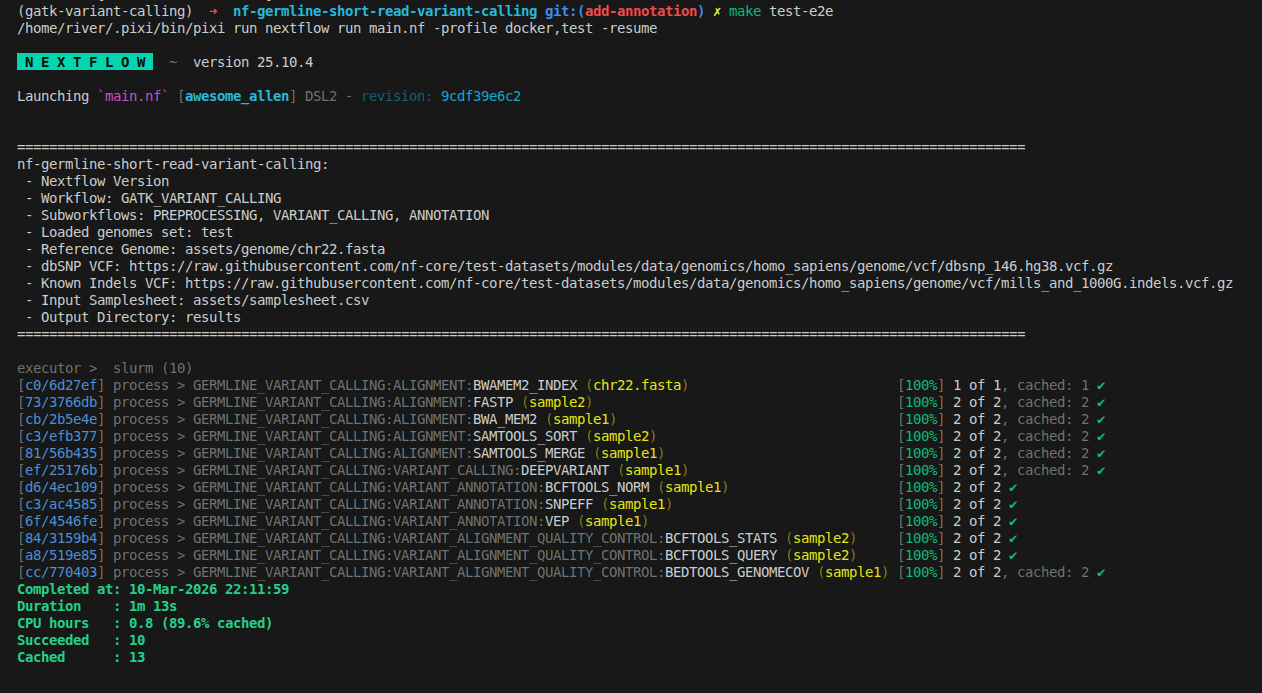 (gatk-variant-calling) ➜ nf-germline-short-read-variant-calling git:(add-annotation) ✗ make test-e2e
/home/river/.pixi/bin/pixi run nextflow run main.nf -profile docker,test -resume
N E X T F L O W ~ version 25.10.4
Launching `main.nf` [awesome_allen] DSL2 - revision: 9cdf39e6c2
==============================================================================================================================
nf-germline-short-read-variant-calling:
- Nextflow Version
- Workflow: GATK_VARIANT_CALLING
- Subworkflows: PREPROCESSING, VARIANT_CALLING, ANNOTATION
- Loaded genomes set: test
- Reference Genome: assets/genome/chr22.fasta
- dbSNP VCF: https://raw.githubusercontent.com/nf-core/test-datasets/modules/data/genomics/homo_sapiens/genome/vcf/dbsnp_146.hg38.vcf.gz
- Known Indels VCF: https://raw.githubusercontent.com/nf-core/test-datasets/modules/data/genomics/homo_sapiens/genome/vcf/mills_and_1000G.indels.vcf.gz
- Input Samplesheet: assets/samplesheet.csv
- Output Directory: results
==============================================================================================================================
executor > slurm (10)
[c0/6d27ef] process > GERMLINE_VARIANT_CALLING:ALIGNMENT:BWAMEM2_INDEX (chr22.fasta) [100%] 1 of 1, cached: 1 ✔
[73/3766db] process > GERMLINE_VARIANT_CALLING:ALIGNMENT:FASTP (sample2) [100%] 2 of 2, cached: 2 ✔
[cb/2b5e4e] process > GERMLINE_VARIANT_CALLING:ALIGNMENT:BWA_MEM2 (sample1) [100%] 2 of 2, cached: 2 ✔
[c3/efb377] process > GERMLINE_VARIANT_CALLING:ALIGNMENT:SAMTOOLS_SORT (sample2) [100%] 2 of 2, cached: 2 ✔
[81/56b435] process > GERMLINE_VARIANT_CALLING:ALIGNMENT:SAMTOOLS_MERGE (sample1) [100%] 2 of 2, cached: 2 ✔
[ef/25176b] process > GERMLINE_VARIANT_CALLING:VARIANT_CALLING:DEEPVARIANT (sample1) [100%] 2 of 2, cached: 2 ✔
[d6/4ec109] process > GERMLINE_VARIANT_CALLING:VARIANT_ANNOTATION:BCFTOOLS_NORM (sample1) [100%] 2 of 2 ✔
[c3/ac4585] process > GERMLINE_VARIANT_CALLING:VARIANT_ANNOTATION:SNPEFF (sample1) [100%] 2 of 2 ✔
[6f/4546fe] process > GERMLINE_VARIANT_CALLING:VARIANT_ANNOTATION:VEP (sample1) [100%] 2 of 2 ✔
[84/3159b4] process > GERMLINE_VARIANT_CALLING:VARIANT_ALIGNMENT_QUALITY_CONTROL:BCFTOOLS_STATS (sample2) [100%] 2 of 2 ✔
[a8/519e85] process > GERMLINE_VARIANT_CALLING:VARIANT_ALIGNMENT_QUALITY_CONTROL:BCFTOOLS_QUERY (sample2) [100%] 2 of 2 ✔
[cc/770403] process > GERMLINE_VARIANT_CALLING:VARIANT_ALIGNMENT_QUALITY_CONTROL:BEDTOOLS_GENOMECOV (sample1) [100%] 2 of 2, cached: 2 ✔
Completed at: 10-Mar-2026 22:11:59
Duration : 1m 13s
CPU hours : 0.8 (89.6% cached)
Succeeded : 10
Cached : 13